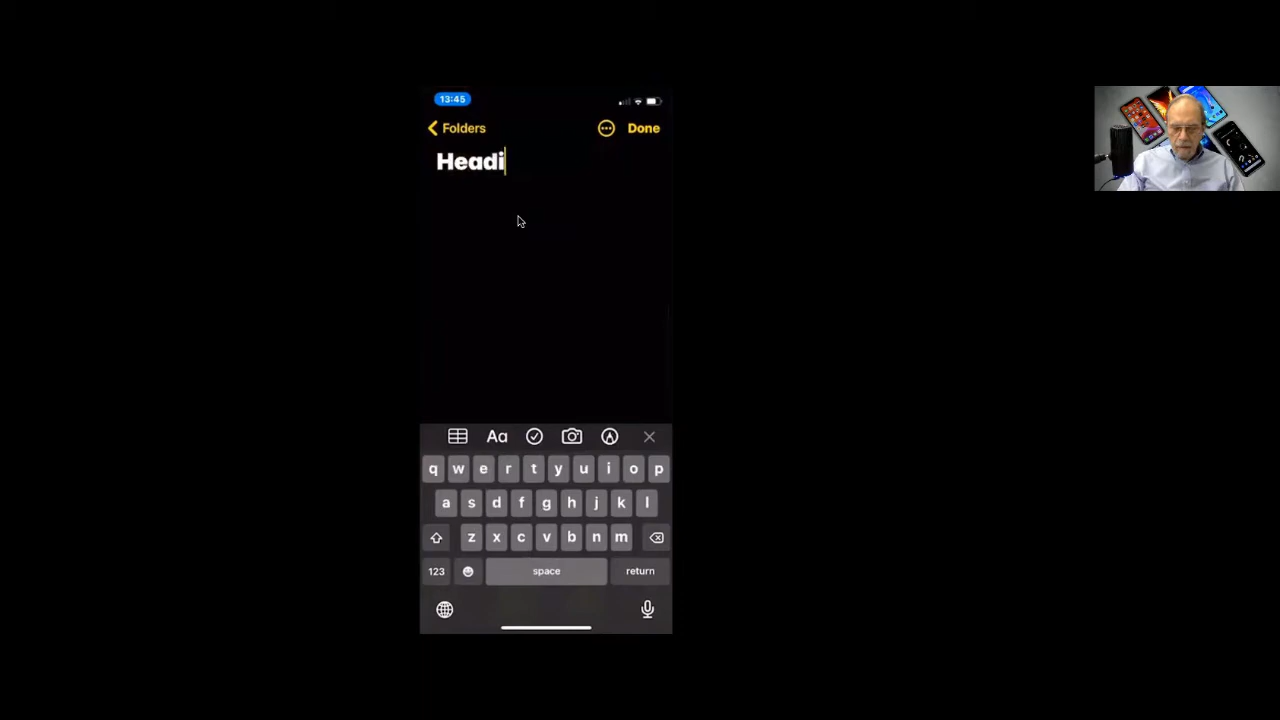 13:45
Folders
Done
Headi
Aa
q w e r t y u i o p
a s d f g h j k l
z x c v b n m
123 space return